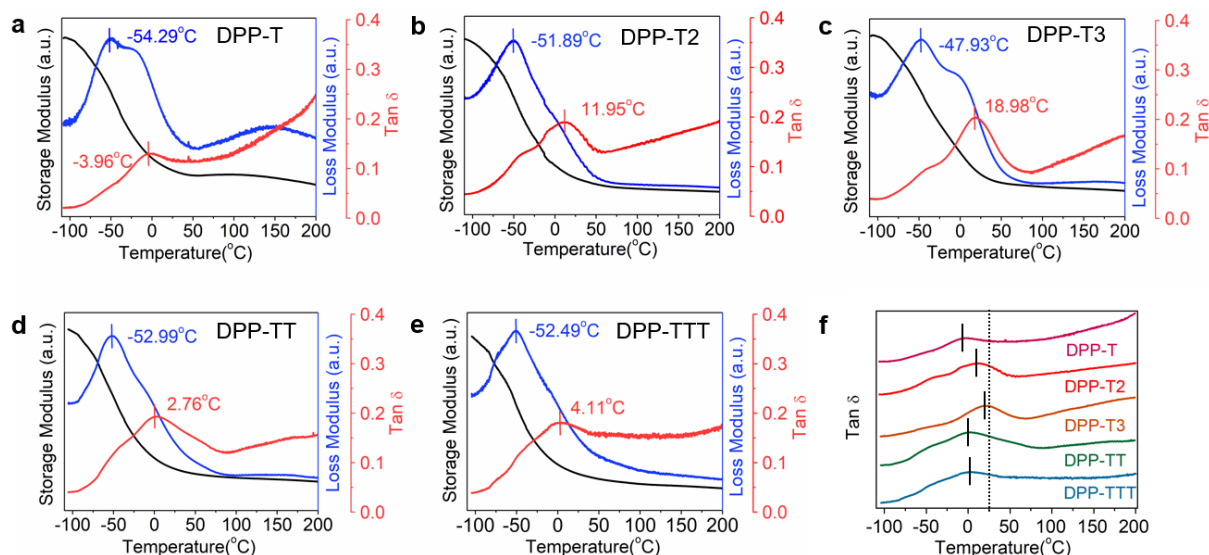 a
DPP-T
-54.29°C
-3.96°C
Storage Modulus (a.u.)
Loss Modulus (a.u.)
Tan δ
0.4
0.3
0.2
0.1
0.0
-100 -50 0 50 100 150 200
Temperature(°C)
b
DPP-T2
-51.89°C
11.95°C
Storage Modulus (a.u.)
Loss Modulus (a.u.)
Tan δ
0.4
0.3
0.2
0.1
0.0
-100 -50 0 50 100 150 200
Temperature(°C)
c
DPP-T3
-47.93°C
18.98°C
Storage Modulus (a.u.)
Loss Modulus (a.u.)
Tan δ
0.4
0.3
0.2
0.1
0.0
-100 -50 0 50 100 150 200
Temperature(°C)
d
DPP-TT
-52.99°C
2.76°C
Storage Modulus (a.u.)
Loss Modulus (a.u.)
Tan δ
0.4
0.3
0.2
0.1
0.0
-100 -50 0 50 100 150 200
Temperature(°C)
e
DPP-TTT
-52.49°C
4.11°C
Storage Modulus (a.u.)
Loss Modulus (a.u.)
Tan δ
0.4
0.3
0.2
0.1
0.0
-100 -50 0 50 100 150 200
Temperature(°C)
f
DPP-T
DPP-T2
DPP-T3
DPP-TT
DPP-TTT
Tan δ
-100 -50 0 50 100 150 200
Temperature(°C)